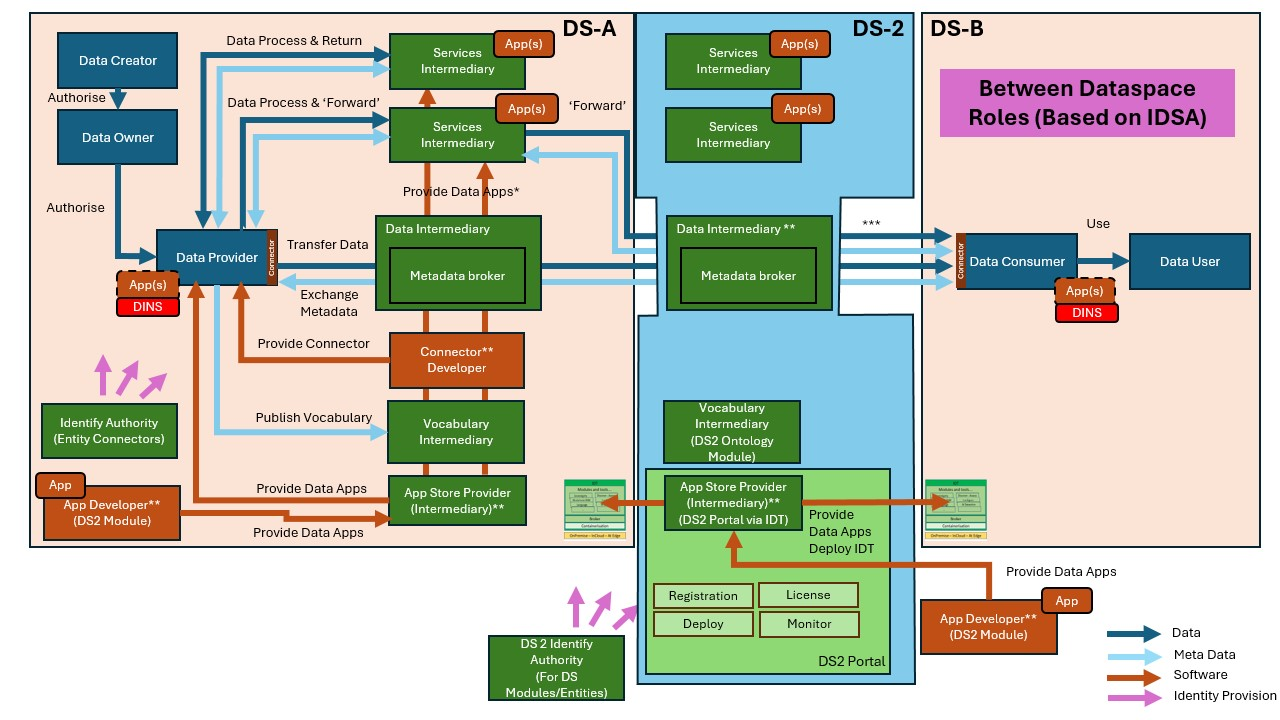 DS-A
DS-2
DS-B
Between Dataspace
Roles (Based on IDSA)
Data Creator
Authorise
Data Owner
Authorise
Data Process & Return
Data Process & ‘Forward’
Services
Intermediary
App(s)
Services
Intermediary
App(s)
‘Forward’
Provide Data Apps*
Data Provider
Connector
App(s)
DINS
Transfer Data
Exchange
Metadata
Data Intermediary
Metadata broker
Provide Connector
Connector**
Developer
Publish Vocabulary
Vocabulary
Intermediary
Identify Authority
(Entity Connectors)
App
App Developer**
(DS2 Module)
Provide Data Apps
Provide Data Apps
App Store Provider
(Intermediary)**
Services
Intermediary
App(s)
Services
Intermediary
App(s)
Data Intermediary **
Metadata broker
***
Connector
Data Consumer
App(s)
DINS
Use
Data User
Vocabulary
Intermediary
(DS2 Ontology
Module)
App Store Provider
(Intermediary)**
(DS2 Portal via IDT)
Provide
Data Apps
Deploy IDT
Registration
License
Deploy
Monitor
DS2 Portal
DS 2 Identify
Authority
(For DS
Modules/Entities)
Provide Data Apps
App
App Developer**
(DS2 Module)
Data
Meta Data
Software
Identity Provision